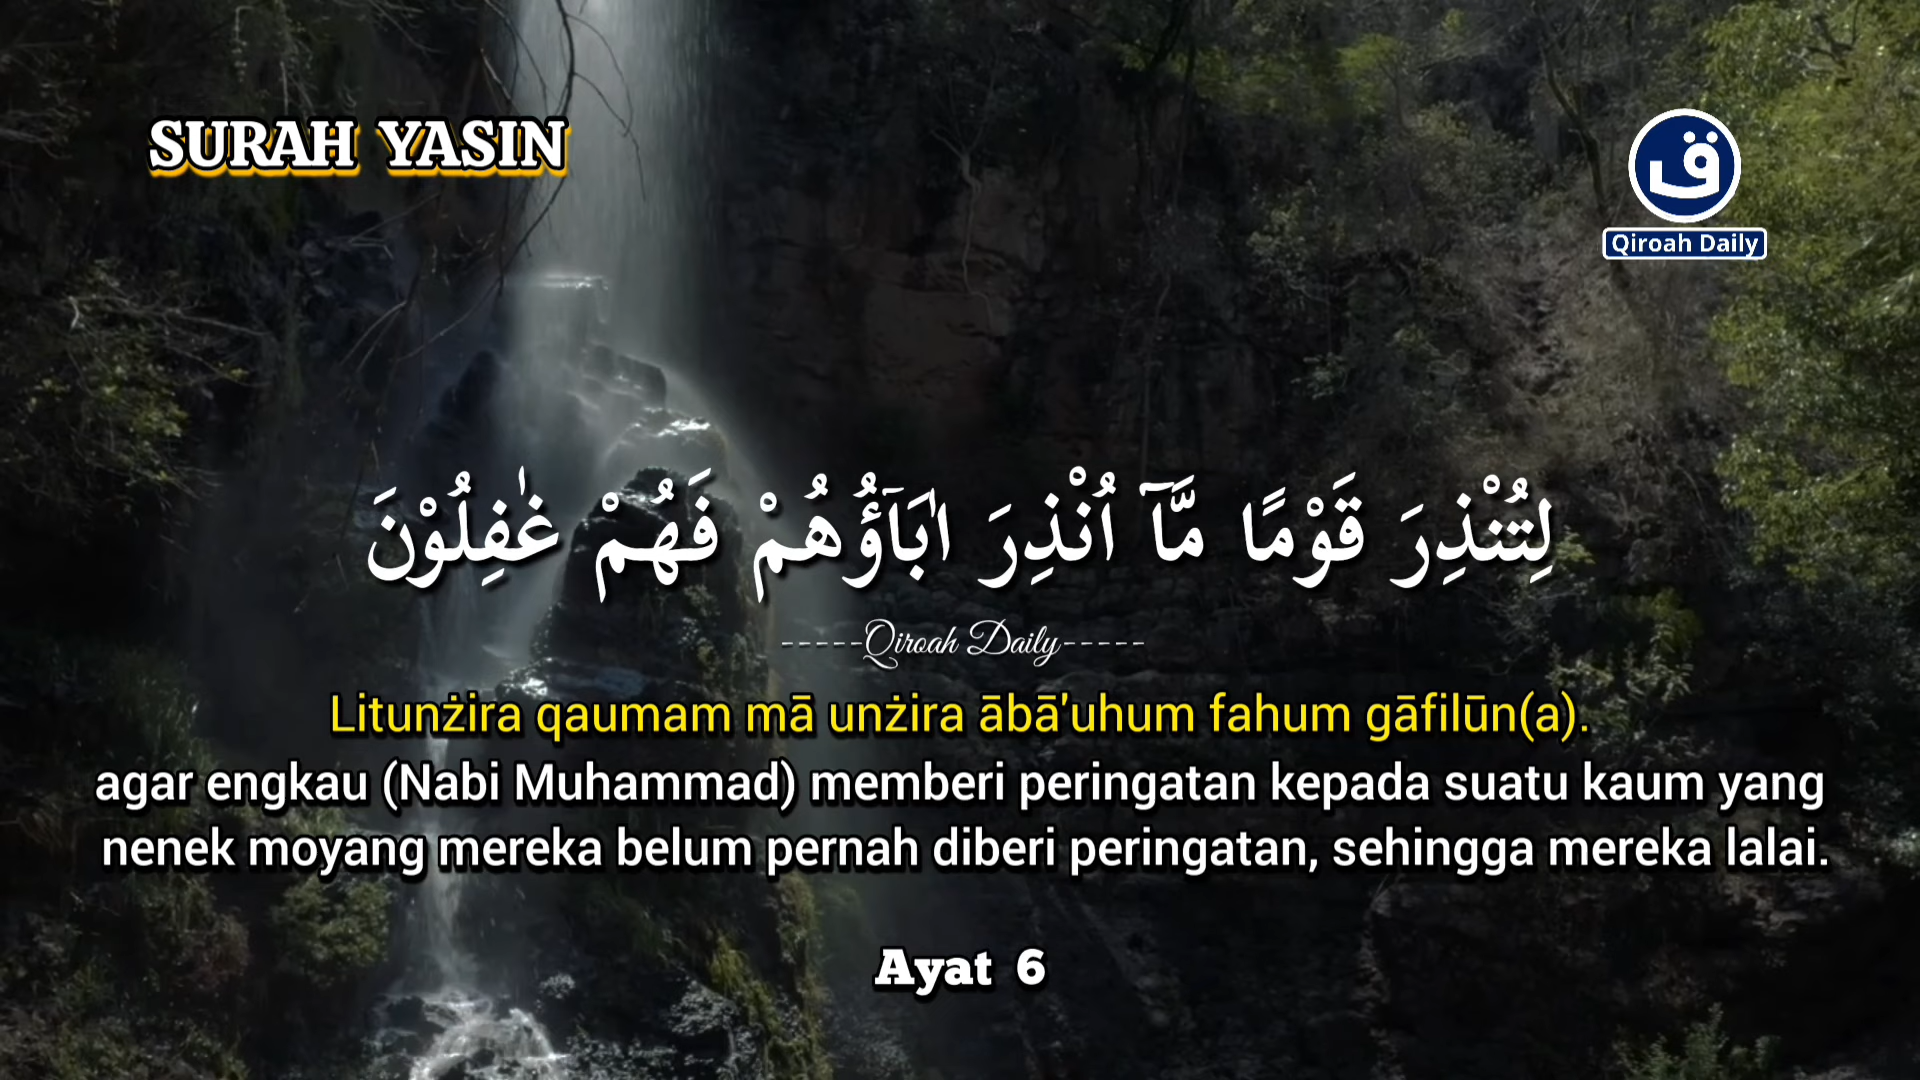 SURAH YASIN
ق
Qiroah Daily
لِتُنْذِرَ قَوْمًا مَّآ اُنْذِرَ اٰبَاۤؤُهُمْ فَهُمْ غٰفِلُوْنَ
-----Qiroah Daily-----
Litunżira qaumam mā unżira ābā'uhum fahum gāfilūn(a).
agar engkau (Nabi Muhammad) memberi peringatan kepada suatu kaum yang
nenek moyang mereka belum pernah diberi peringatan, sehingga mereka lalai.
Ayat 6